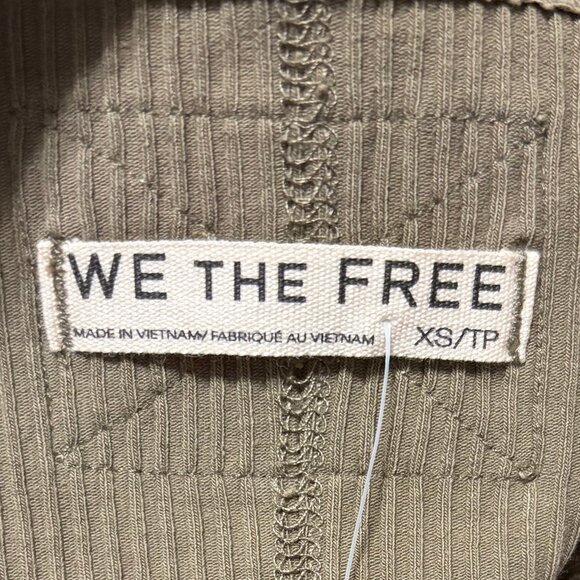 WE THE FREE
MADE IN VIETNAM/ FABRIQUÉ AU VIETNAM XS/TP